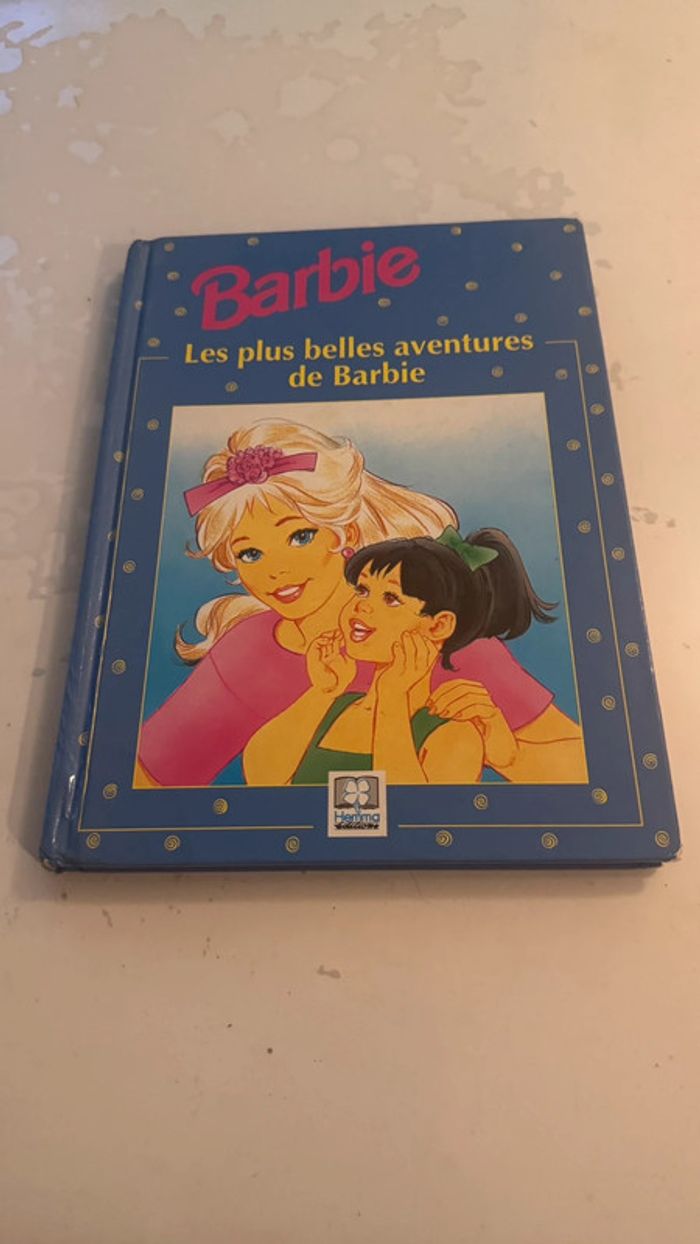 Barbie
Les plus belles aventures
de Barbie
Hemma